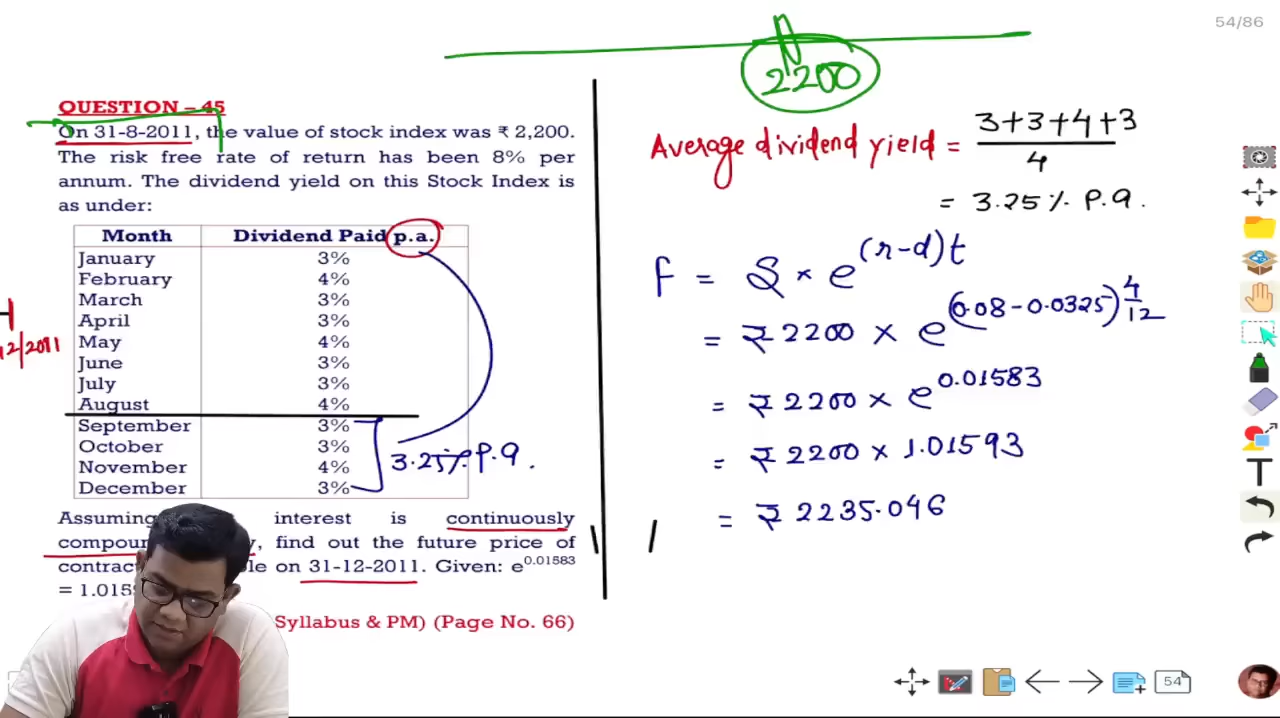 54/86
2200
QUESTION – 45
On 31-8-2011, the value of stock index was ₹ 2,200.
The risk free rate of return has been 8% per
annum. The dividend yield on this Stock Index is
as under:
Month Dividend Paid p.a.
January 3%
February 4%
March 3%
April 3%
May 4%
June 3%
July 3%
August 4%
September 3%
October 3%
November 4%
December 3%
12/2011
3.25% P.a.
Assuming interest is continuously
find out the future price of
contract on 31-12-2011. Given: e^0.01583
Syllabus & PM) (Page No. 66)
Average dividend yield = 3+3+4+3
4
= 3.25% P.a.
F = S × e^(r-d)t
= ₹ 2200 × e^(0.08 - 0.0325) 4/12
= ₹ 2200 × e^0.01583
= ₹ 2200 × 1.01593
= ₹ 2235.046
54